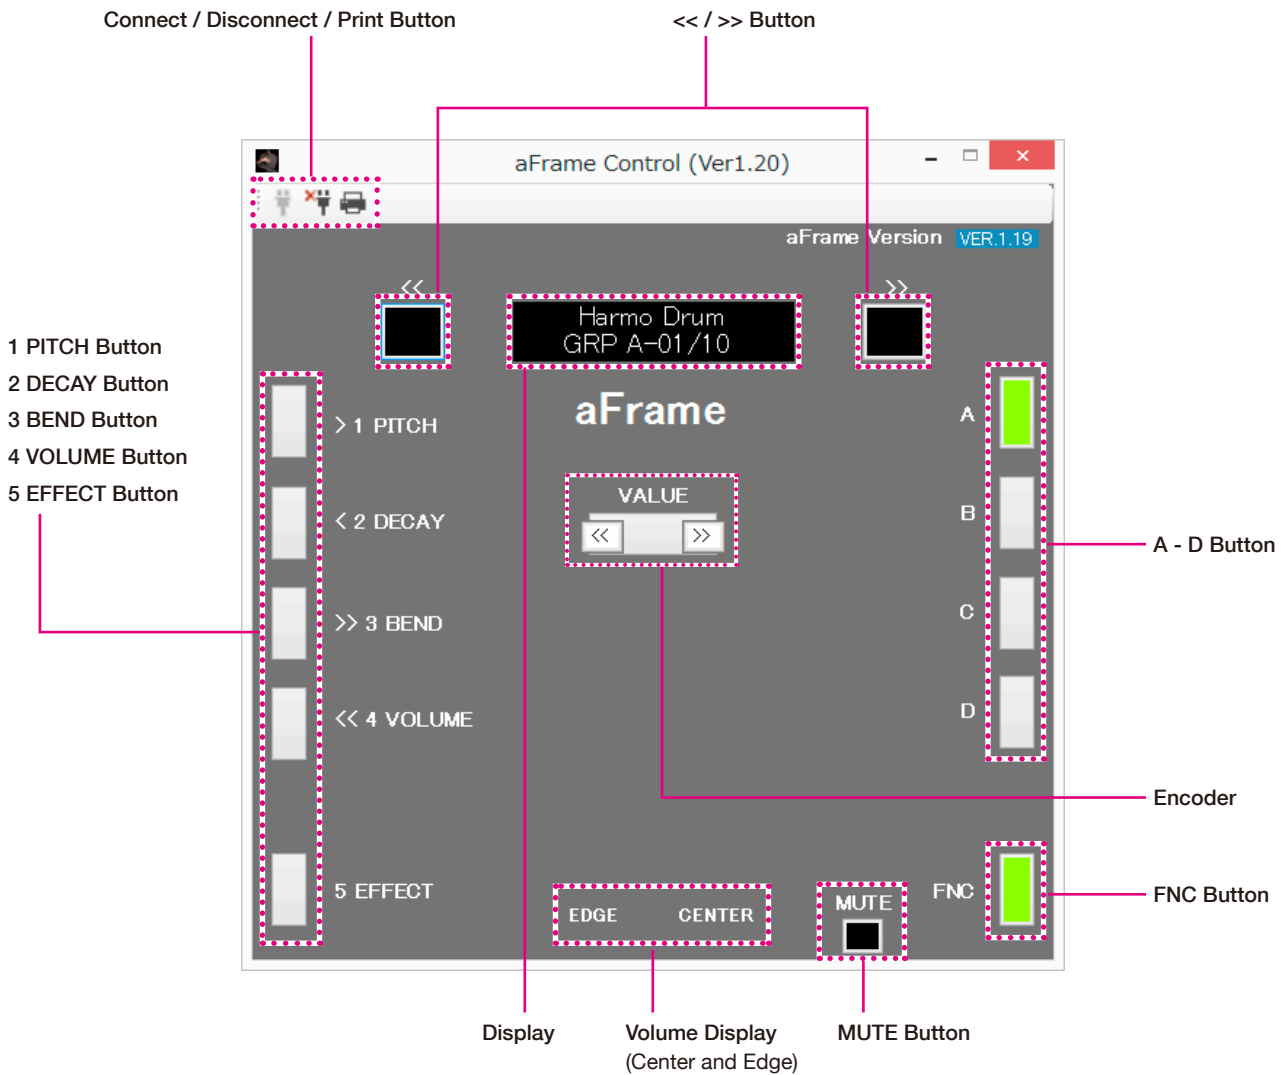 Connect / Disconnect / Print Button
<< / >> Button
aFrame Control (Ver1.20)
aFrame Version VER.1.19
<<
>>
Harmo Drum
GRP A-01/10
1 PITCH Button
2 DECAY Button
3 BEND Button
4 VOLUME Button
5 EFFECT Button
aFrame
> 1 PITCH
A
VALUE
<< >>
< 2 DECAY
B
A - D Button
>> 3 BEND
C
<< 4 VOLUME
D
Encoder
5 EFFECT
EDGE CENTER
MUTE
FNC
FNC Button
Display
Volume Display
(Center and Edge)
MUTE Button